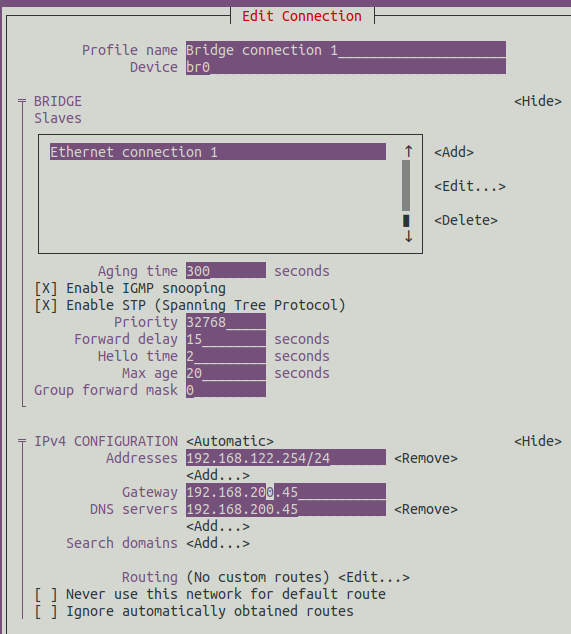 Edit Connection
Profile name Bridge connection 1
Device br0
BRIDGE <Hide>
Slaves
Ethernet connection 1 ↑ <Add>
<Edit...>
<Delete>
↓
Aging time 300 seconds
[X] Enable IGMP snooping
[X] Enable STP (Spanning Tree Protocol)
Priority 32768
Forward delay 15 seconds
Hello time 2 seconds
Max age 20 seconds
Group forward mask 0
IPv4 CONFIGURATION <Automatic> <Hide>
Addresses 192.168.122.254/24 <Remove>
<Add...>
Gateway 192.168.200.45
DNS servers 192.168.200.45 <Remove>
<Add...>
Search domains <Add...>
Routing (No custom routes) <Edit...>
[ ] Never use this network for default route
[ ] Ignore automatically obtained routes